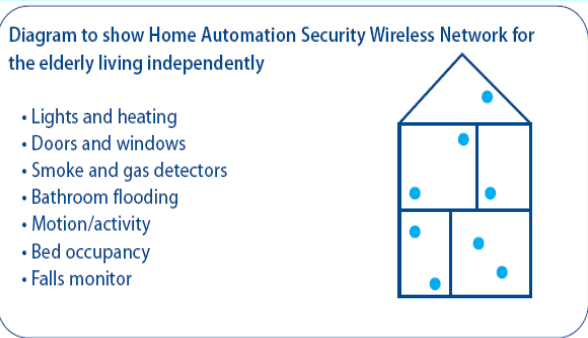 Diagram to show Home Automation Security Wireless Network for
the elderly living independently
• Lights and heating
• Doors and windows
• Smoke and gas detectors
• Bathroom flooding
• Motion/activity
• Bed occupancy
• Falls monitor